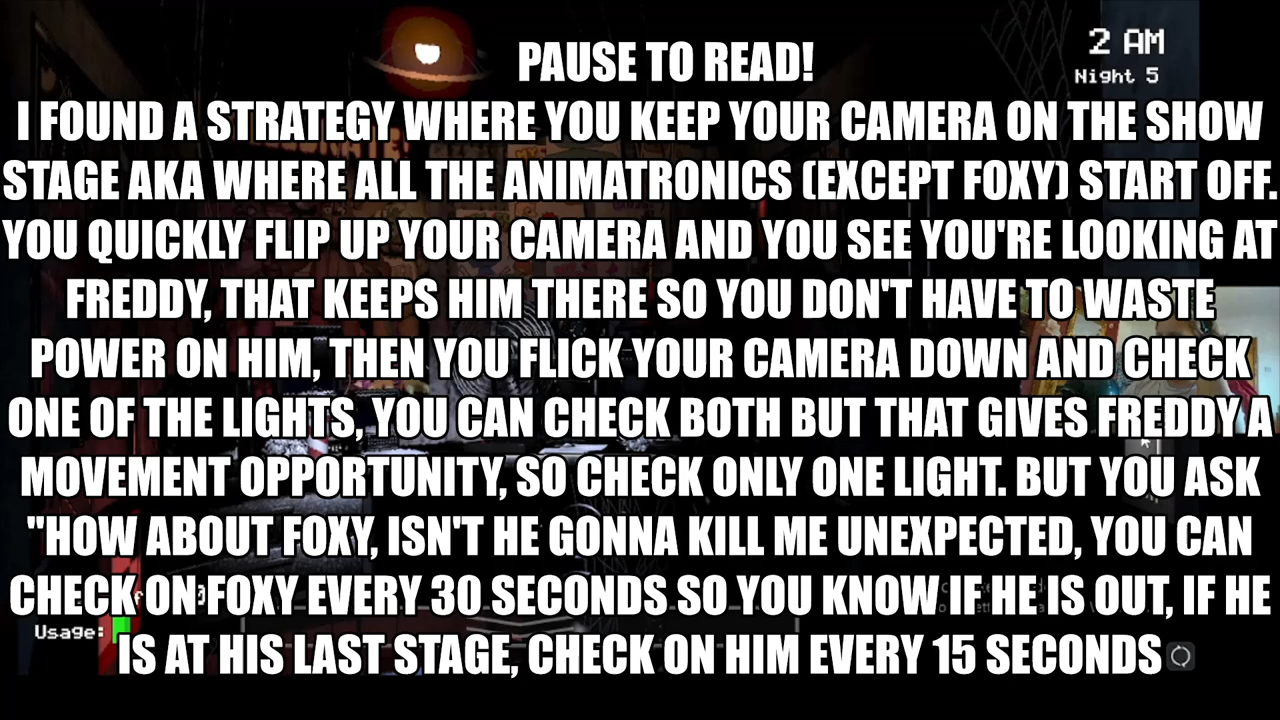 2 AM
Night 5
PAUSE TO READ!
I FOUND A STRATEGY WHERE YOU KEEP YOUR CAMERA ON THE SHOW
STAGE AKA WHERE ALL THE ANIMATRONICS (EXCEPT FOXY) START OFF.
YOU QUICKLY FLIP UP YOUR CAMERA AND YOU SEE YOU'RE LOOKING AT
FREDDY, THAT KEEPS HIM THERE SO YOU DON'T HAVE TO WASTE
POWER ON HIM, THEN YOU FLICK YOUR CAMERA DOWN AND CHECK
ONE OF THE LIGHTS, YOU CAN CHECK BOTH BUT THAT GIVES FREDDY A
MOVEMENT OPPORTUNITY, SO CHECK ONLY ONE LIGHT. BUT YOU ASK
"HOW ABOUT FOXY, ISN'T HE GONNA KILL ME UNEXPECTED, YOU CAN
CHECK ON FOXY EVERY 30 SECONDS SO YOU KNOW IF HE IS OUT, IF HE
IS AT HIS LAST STAGE, CHECK ON HIM EVERY 15 SECONDS
Usage: